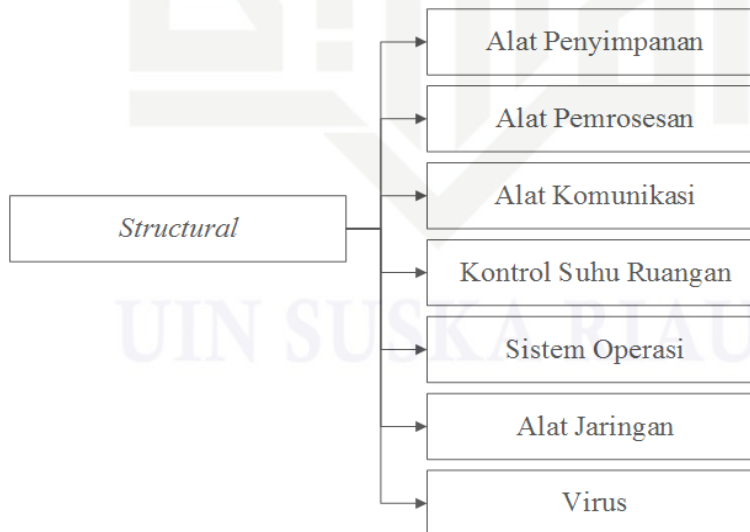 Alat Penyimpanan
Alat Pemrosesan
Structural
Alat Komunikasi
Kontrol Suhu Ruangan
UIN SUSKA RIAU
Sistem Operasi
Alat Jaringan
Virus